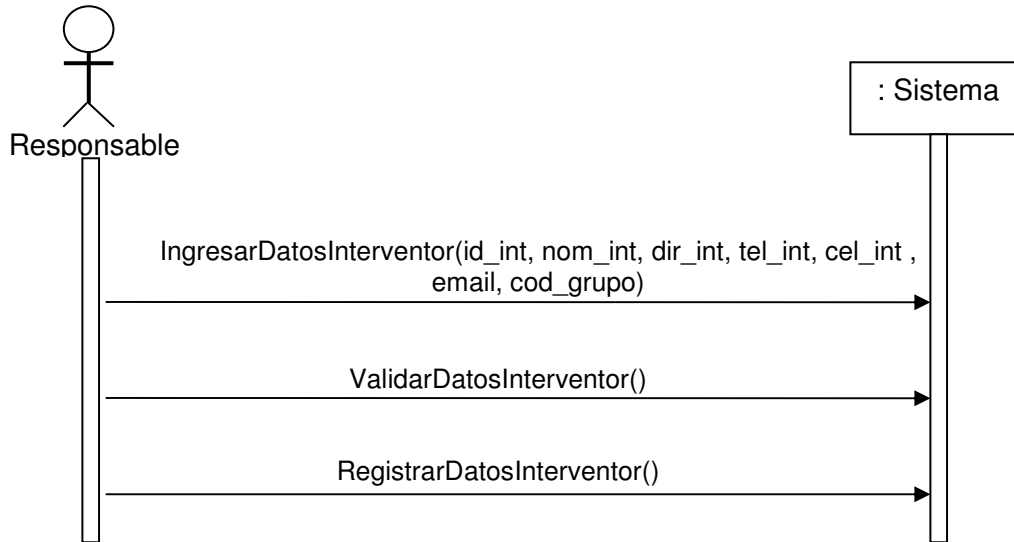 : Sistema
Responsable
IngresarDatosInterventor(id_int, nom_int, dir_int, tel_int, cel_int ,
email, cod_grupo)
ValidarDatosInterventor()
RegistrarDatosInterventor()